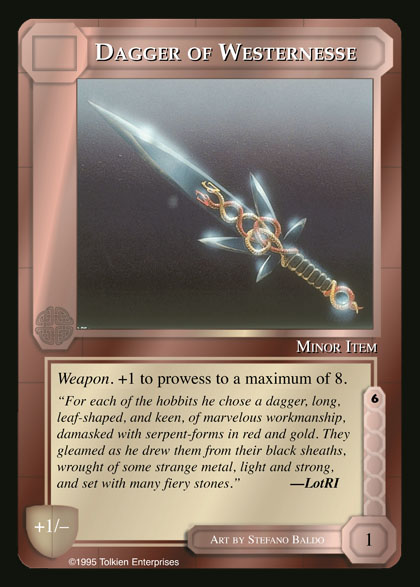 DAGGER OF WESTERNESSE
MINOR ITEM
Weapon. +1 to prowess to a maximum of 8.
“For each of the hobbits he chose a dagger, long,
leaf-shaped, and keen, of marvelous workmanship,
damasked with serpent-forms in red and gold. They
gleamed as he drew them from their black sheaths,
wrought of some strange metal, light and strong,
and set with many fiery stones.” —LotRI
6
+1/–
ART BY STEFANO BALDO
1
©1995 Tolkien Enterprises